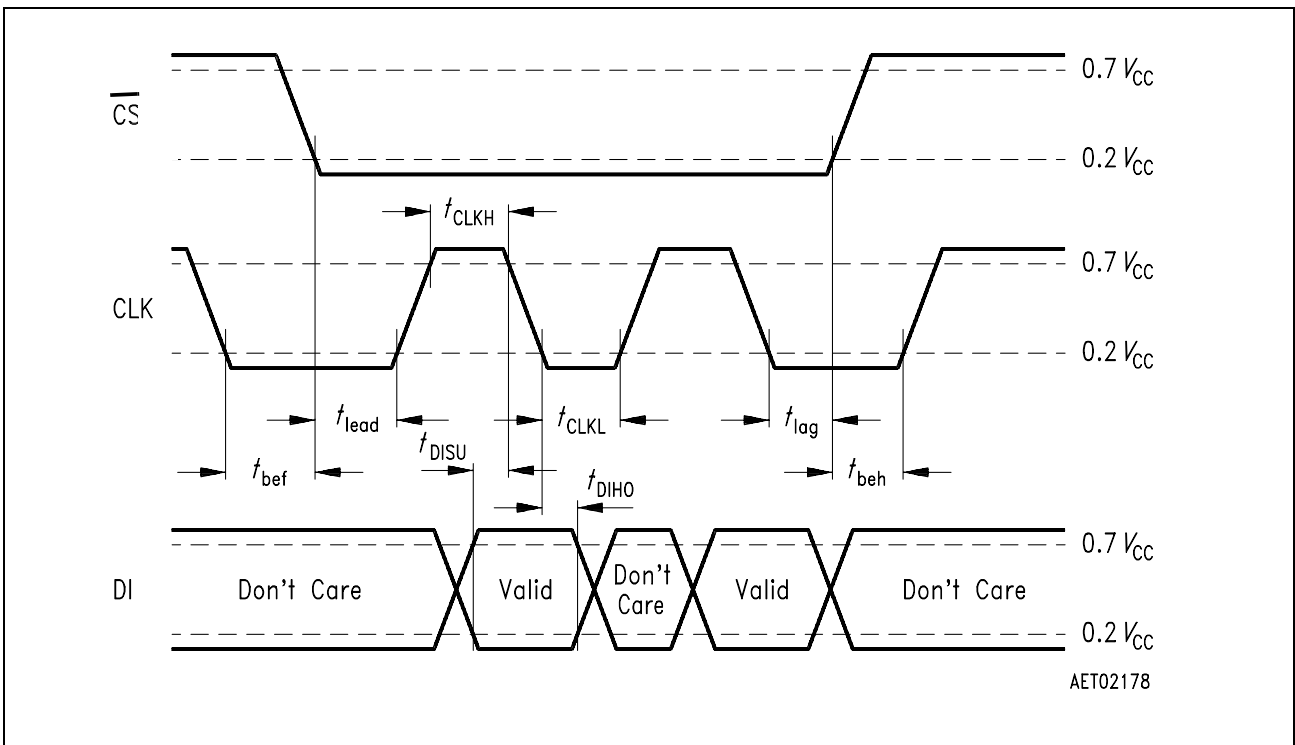 CS
0.7 VCC
0.2 VCC
tCLKH
CLK
0.7 VCC
0.2 VCC
tlead
tCLKL
tlag
tDISU
tbef
tbeh
tDIHO
DI
Don't Care
Valid
Don't
Care
Valid
Don't Care
0.7 VCC
0.2 VCC
AET02178